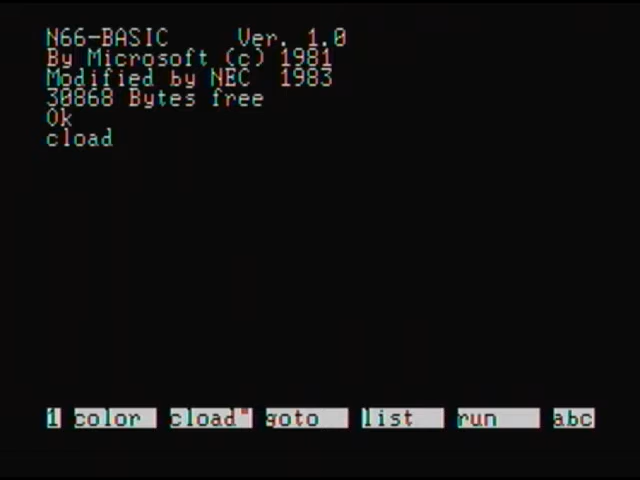 N66-BASIC     Ver. 1.0
By Microsoft (c) 1981
Modified by NEC  1983
30868 Bytes free
Ok
cload
1 color cload" goto list run abc